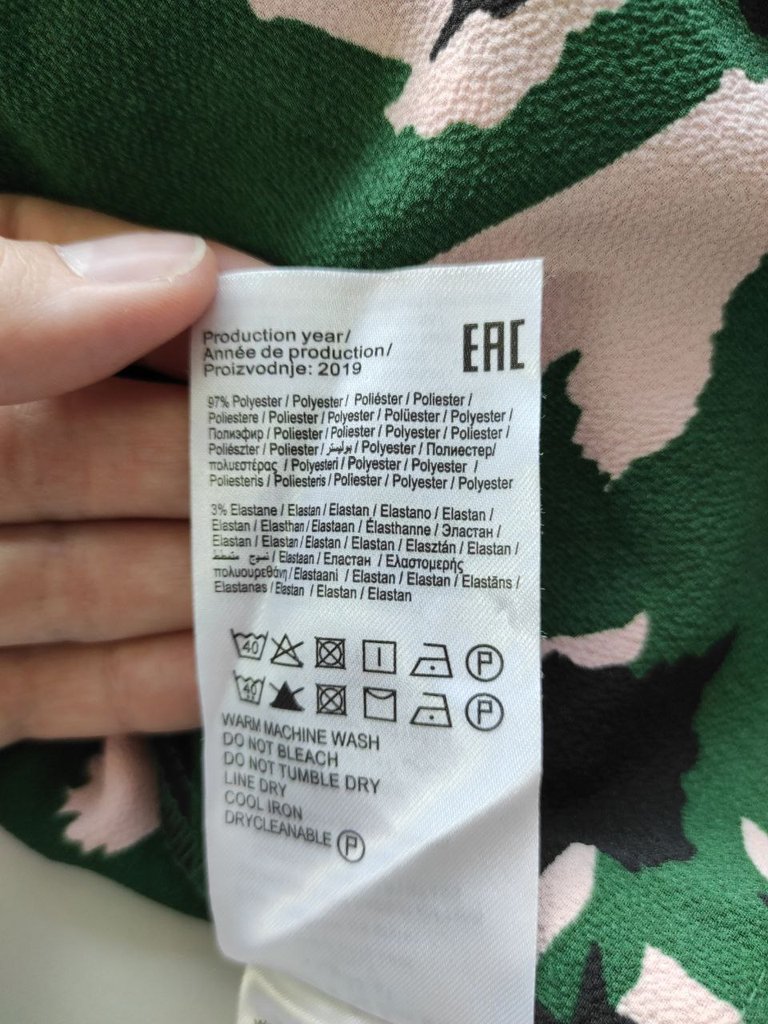 Production year/
Année de production/
Proizvodnje: 2019
EAC
97% Polyester / Polyester / Poliéster / Poliester /
Poliestere / Poliester / Polyester / Polüester / Polyester /
Полиэфир / Poliester / Poliester / Polyester / Poliester /
Poliészter / Poliester / بوليستر / Polyester / Полиестер/
πολυεστέρας / Polyesteri / Polyester / Polyester /
Poliesteris / Poliesteris / Poliester / Polyester / Polyester
3% Elastane / Elastan / Elastan / Elastano / Elastan /
Elastan / Elasthan / Elastaan / Élasthanne / Эластан /
Elastan / Elastan / Elastan / Elastan / Elasztán / Elastan /
Elastaan / Еластан / Ελαστομερής
πολυουρεθάνη / Elastaani / Elastan / Elastan / Elastāns /
Elastanas / Elastan / Elastan / Elastan
40 P
40 P
WARM MACHINE WASH
DO NOT BLEACH
DO NOT TUMBLE DRY
LINE DRY
COOL IRON
DRYCLEANABLE P